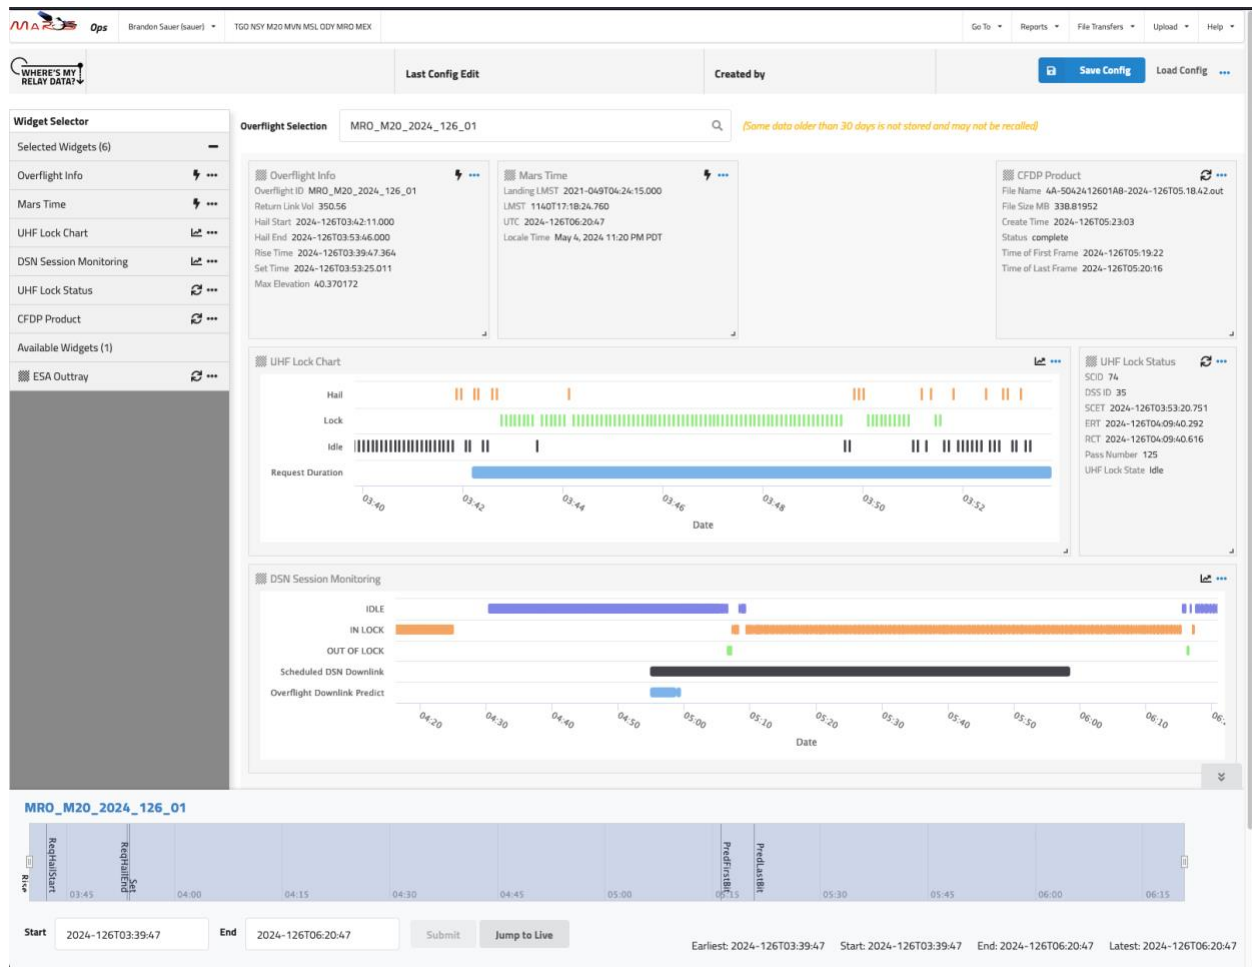 MARS Ops Brandon Sauer (sauer) TGO NSY M20 MVN MSL ODY MRO MEX Go To Reports File Transfers Upload Help
WHERE'S MY
RELAY DATA?
Last Config Edit Created by Save Config Load Config
Widget Selector
Selected Widgets (6)
Overflight Info
Mars Time
UHF Lock Chart
DSN Session Monitoring
UHF Lock Status
CFDP Product
Available Widgets (1)
ESA Outtray
Overflight Selection MRO_M20_2024_126_01 (Some data older than 30 days is not stored and may not be recalled)
Overflight Info
Overflight ID MRO_M20_2024_126_01
Return Link Vol 350.56
Hail Start 2024-126T03:42:11.000
Hail End 2024-126T03:53:46.000
Rise Time 2024-126T03:39:47.364
Set Time 2024-126T03:53:25.011
Max Elevation 40.370172
Mars Time
Landing LMST 2021-049T04:24:15.000
LMST 1140T17:18:24.760
UTC 2024-126T06:20:47
Locale Time May 4, 2024 11:20 PM PDT
CFDP Product
File Name 4A-5042412601AB-2024-126T05.18.42.out
File Size MB 338.81952
Create Time 2024-126T05:23:03
Status complete
Time of First Frame 2024-126T05:19:22
Time of Last Frame 2024-126T05:20:16
UHF Lock Chart
Hail
Lock
Idle
Request Duration
03:40 03:42 03:44 03:46 03:48 03:50 03:52
Date
UHF Lock Status
SCID 74
DSS ID 35
SCET 2024-126T03:53:20.751
ERT 2024-126T04:09:40.292
RCT 2024-126T04:09:40.616
Pass Number 125
UHF Lock State Idle
DSN Session Monitoring
IDLE
IN LOCK
OUT OF LOCK
Scheduled DSN Downlink
Overflight Downlink Predict
04:20 04:30 04:40 04:50 05:00 05:10 05:20 05:30 05:40 05:50 06:00 06:10 06:.
Date
MRO_M20_2024_126_01
Rise ReqHailStart ReqHailEnd Set PredFirstBit PredLastBit
03:45 04:00 04:15 04:30 04:45 05:00 05:15 05:30 05:45 06:00 06:15
Start 2024-126T03:39:47 End 2024-126T06:20:47 Submit Jump to Live
Earliest: 2024-126T03:39:47 Start: 2024-126T03:39:47 End: 2024-126T06:20:47 Latest: 2024-126T06:20:47